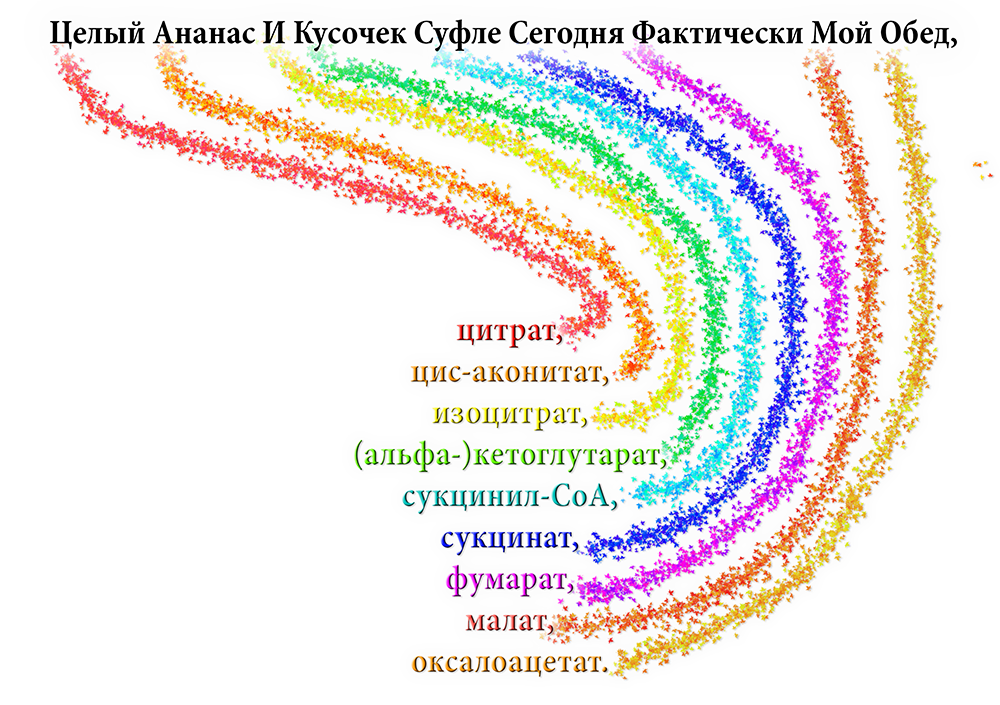 Целый Ананас И Кусочек Суфле Сегодня Фактически Мой Обед,
цитрат,
цис-аконитат,
изоцитрат,
(альфа-)кетоглутарат,
сукцинил-CoA,
сукцинат,
фумарат,
малат,
оксалоацетат.